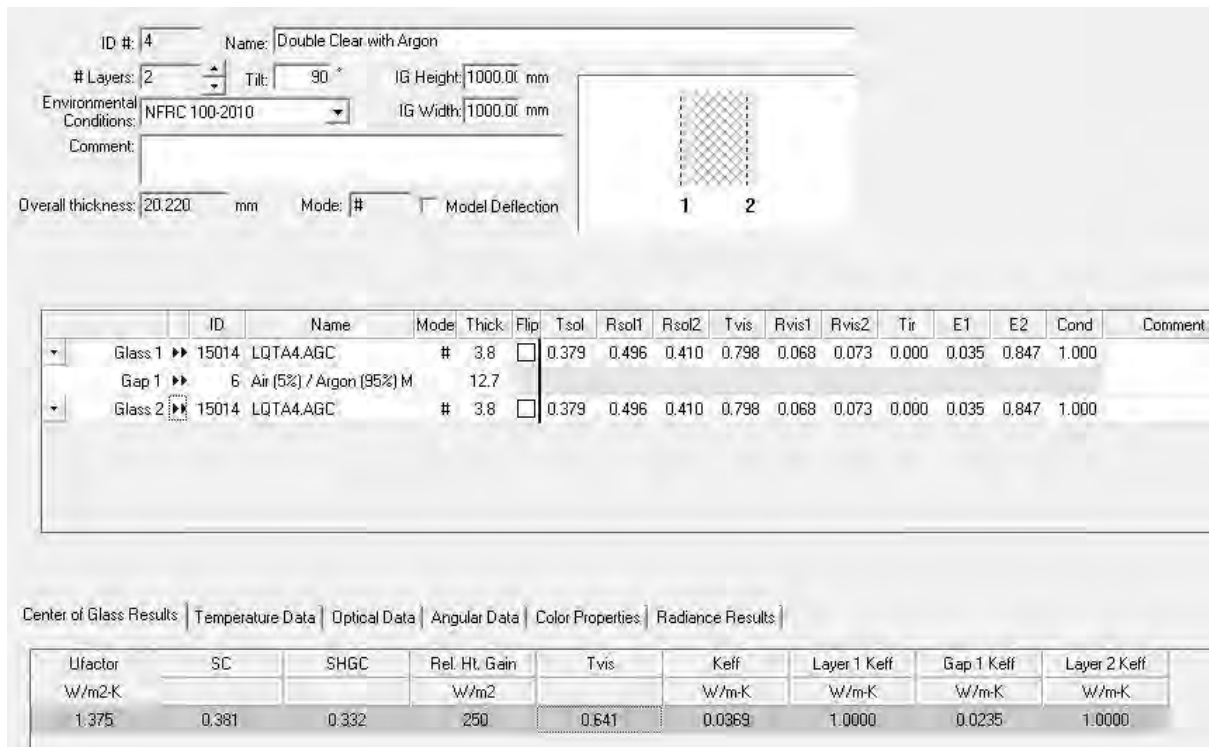 ID #: 4 Name: Double Clear with Argon
# Layers: 2 Tilt: 90 ° IG Height: 1000.00 mm
Environmental Conditions: NFRC 100-2010 IG Width: 1000.00 mm
Comment:
Overall thickness: 20.220 mm Mode: # Model Deflection
1 2
ID Name Mode Thick Flip Tsol Rsol1 Rsol2 Tvis Rvis1 Rvis2 Tir E1 E2 Cond Comment
Glass 1 15014 LQTA4.AGC # 3.8 0.379 0.496 0.410 0.798 0.068 0.073 0.000 0.035 0.847 1.000
Gap 1 6 Air (5%) / Argon (95%) M 12.7
Glass 2 15014 LQTA4.AGC # 3.8 0.379 0.496 0.410 0.798 0.068 0.073 0.000 0.035 0.847 1.000
Center of Glass Results Temperature Data Optical Data Angular Data Color Properties Radiance Results
Ufactor SC SHGC Rel. Ht. Gain Tvis Keff Layer 1 Keff Gap 1 Keff Layer 2 Keff
W/m2-K W/m2 W/m-K W/m-K W/m-K W/m-K
1.375 0.381 0.332 250 0.641 0.0369 1.0000 0.0235 1.0000